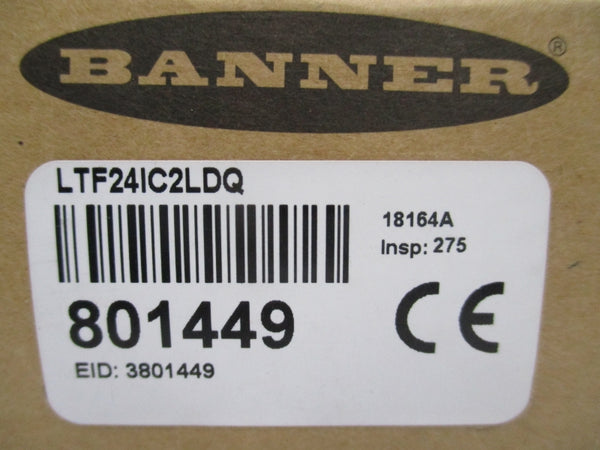 BANNER®
LTF24IC2LDQ
18164A
Insp: 275
801449
EID: 3801449
CE